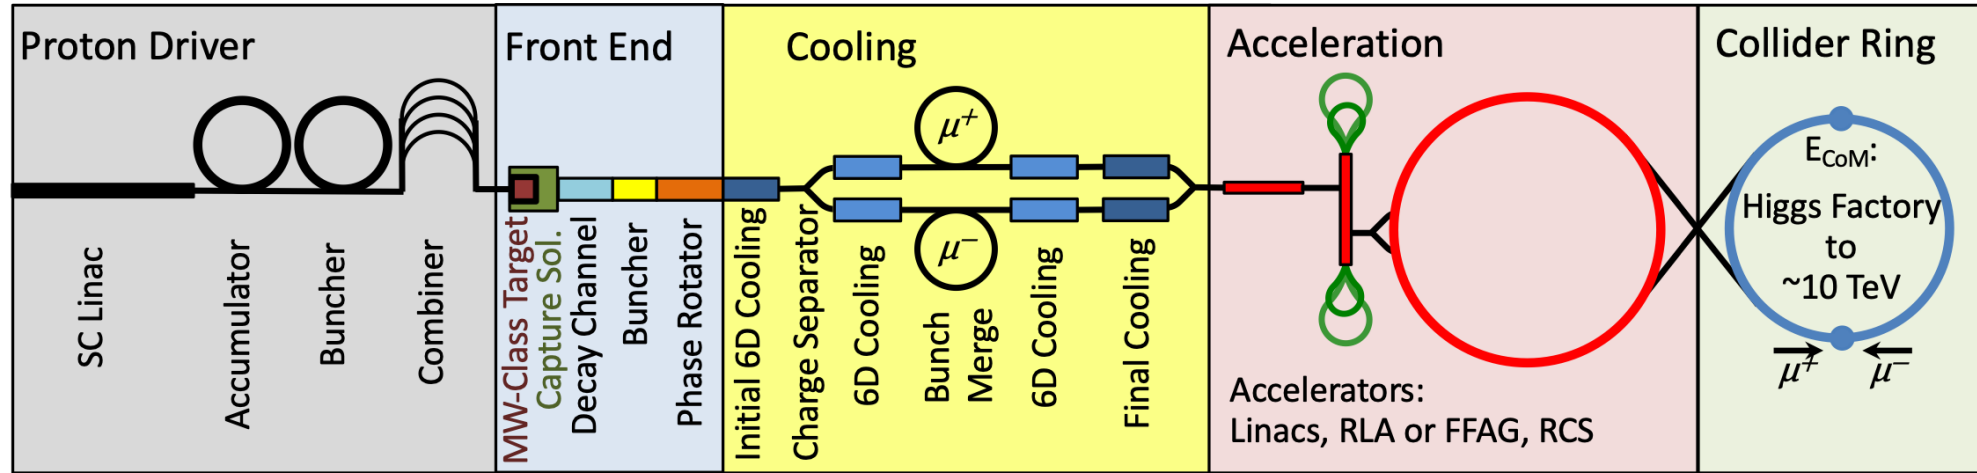 Proton Driver
SC Linac
Accumulator
Buncher
Combiner
Front End
MW-Class Target
Capture Sol.
Decay Channel
Buncher
Phase Rotator
Cooling
Initial 6D Cooling
Charge Separator
6D Cooling
μ+
μ−
Bunch
Merge
6D Cooling
Final Cooling
Acceleration
Accelerators:
Linacs, RLA or FFAG, RCS
Collider Ring
E_CoM:
Higgs Factory
to
~10 TeV
μ+ μ−